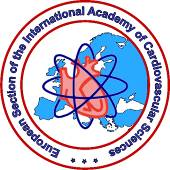 European Section of the International Academy of Cardiovascular Sciences